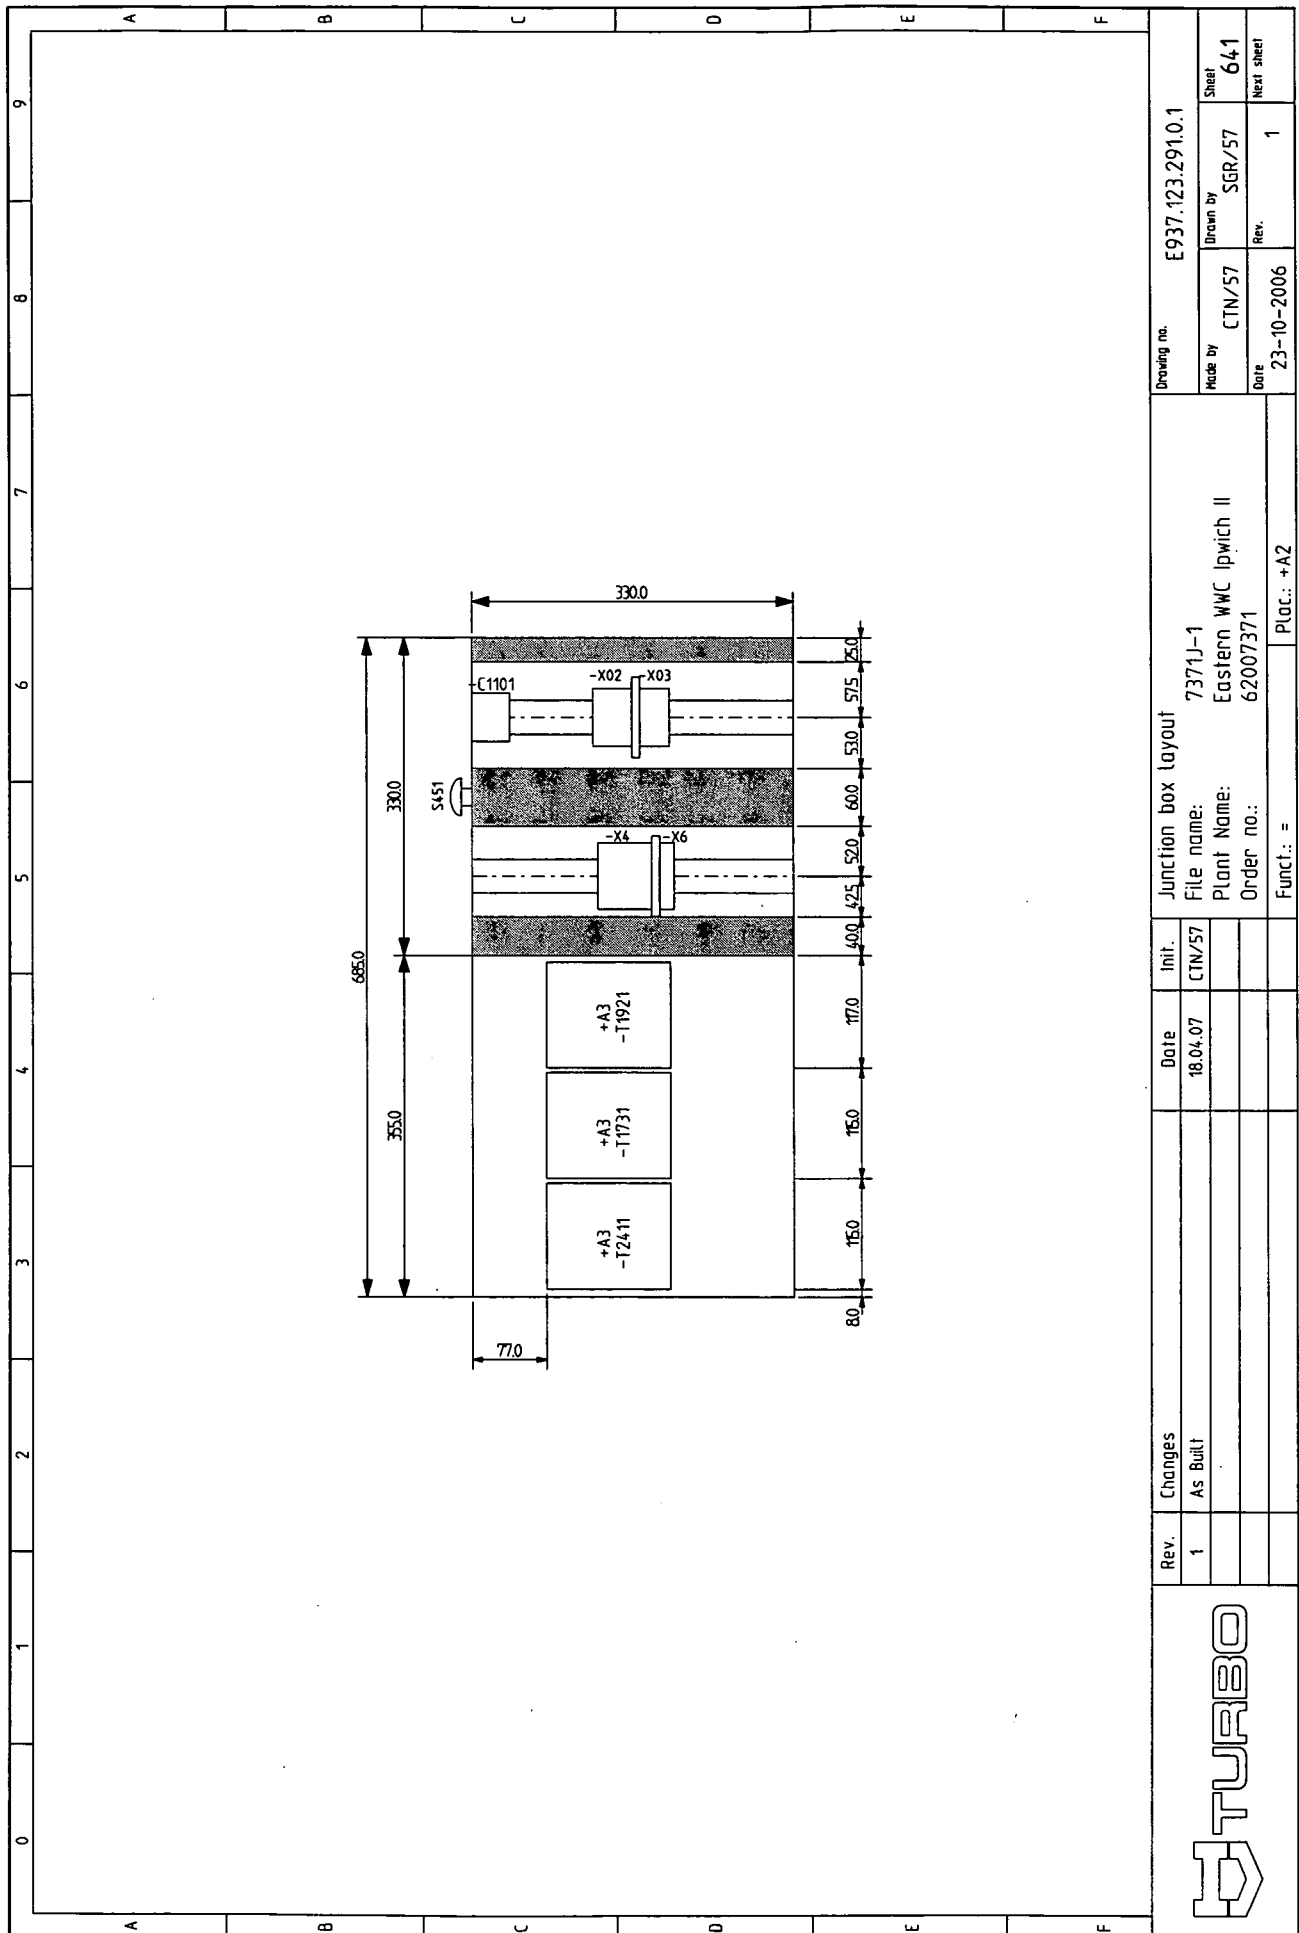 0 1 2 3 4 5 6 7 8 9
A
B
C
D
E
F
A
B
C
D
E
F
685.0
355.0
330.0
330.0
77.0
S451
-C1101
-X02
-X03
-X4
-X6
+A3
-T2411
+A3
-T1731
+A3
-T1921
8.0
115.0
115.0
117.0
40.0
42.5
52.0
60.0
53.0
57.5
25.0
TURBO
Rev. Changes Date Init.
1 As Built 18.04.07 CTN/57
Junction box layout
File name: 7371J-1
Plant Name: Eastern WWC Ipwich II
Order no.: 62007371
Funct.: = Plac.: +A2
Drawing no.
E937.123.291.0.1
Made by CTN/57
Drawn by SGR/57
Sheet 641
Date 23-10-2006
Rev. 1
Next sheet